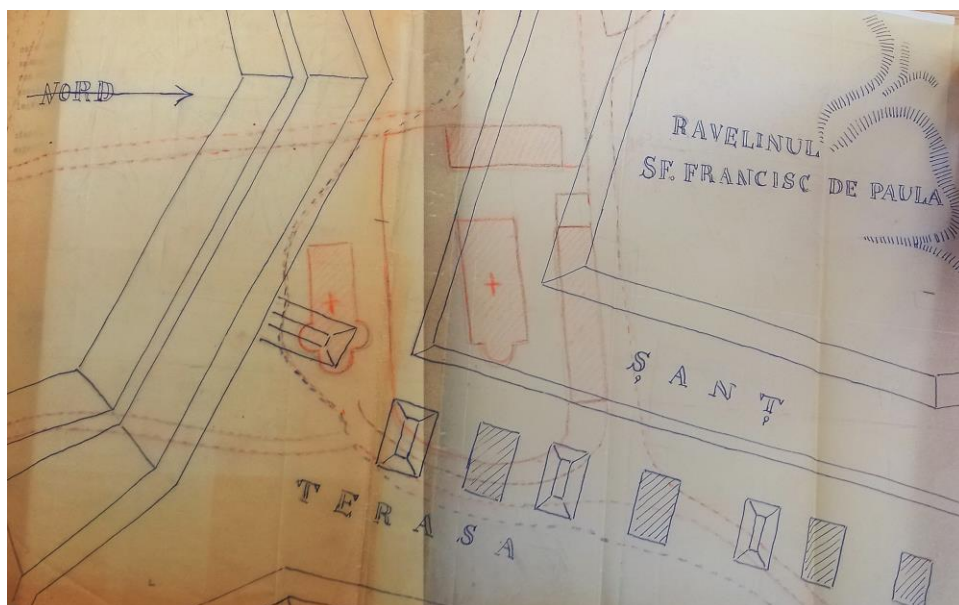 NORD
RAVELINUL
SF. FRANCISC DE PAULA
ȘANȚ
TERASA